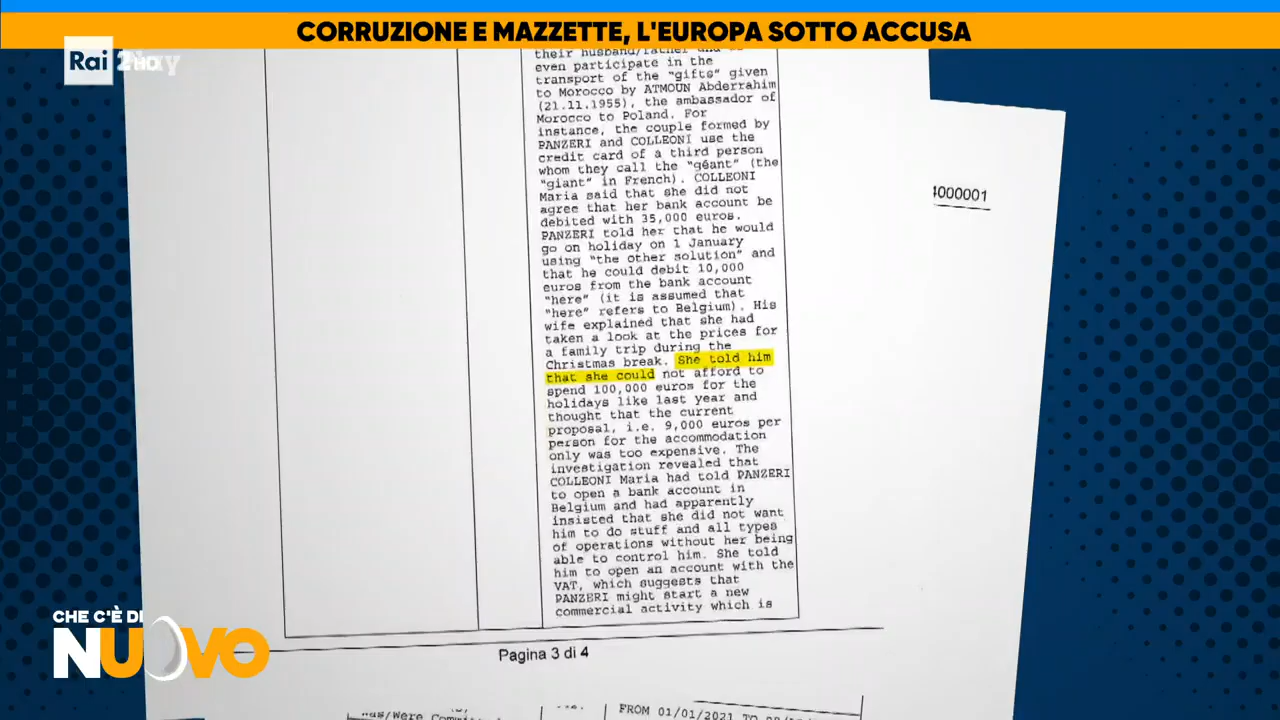 CORRUZIONE E MAZZETTE, L'EUROPA SOTTO ACCUSA
Rai 2 HD
their husband/father and
even participate in the
transport of the "gifts" given
to Morocco by ATMOUN Abderrahim
(21.11.1955), the ambassador of
Morocco to Poland. For
instance, the couple formed by
PANZERI and COLLEONI use the
credit card of a third person
whom they call the "géant" (the
"giant" in French). COLLEONI
Maria said that she did not
agree that her bank account be
debited with 35,000 euros.
PANZERI told her that he would
go on holiday on 1 January
using "the other solution" and
that he could debit 10,000
euros from the bank account
"here" (it is assumed that
"here" refers to Belgium). His
wife explained that she had
taken a look at the prices for
a family trip during the
Christmas break. She told him
that she could not afford to
spend 100,000 euros for the
holidays like last year and
thought that the current
proposal, i.e. 9,000 euros per
person for the accommodation
only was too expensive. The
investigation revealed that
COLLEONI Maria had told PANZERI
to open a bank account in
Belgium and had apparently
insisted that she did not want
him to do stuff and all types
of operations without her being
able to control him. She told
him to open an account with the
VAT, which suggests that
PANZERI might start a new
commercial activity which is
4000001
Pagina 3 di 4
FROM 01/01/2021 TO
CHE C'È DI
NUOVO